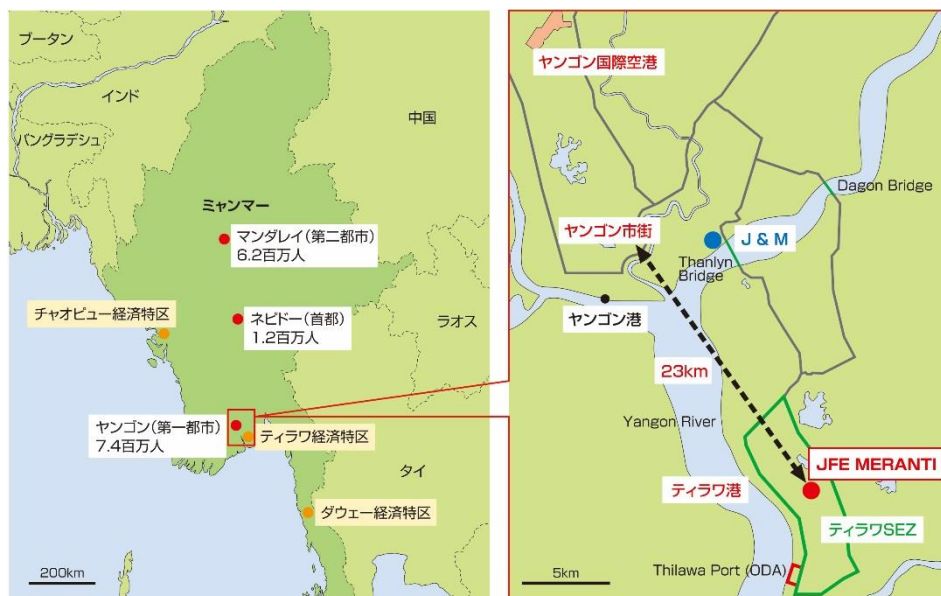 ブータン
インド
中国
バングラデシュ
ミャンマー
マンダレイ（第二都市）
6.2百万人
ネピドー（首都）
1.2百万人
チャオピュー経済特区
ラオス
ヤンゴン（第一都市）
7.4百万人
ティラワ経済特区
タイ
ダウェー経済特区
200km
ヤンゴン国際空港
Dagon Bridge
ヤンゴン市街
J & M
Thanlyn
Bridge
ヤンゴン港
23km
Yangon River
JFE MERANTI
ティラワ港
ティラワSEZ
Thilawa Port (ODA)
5km